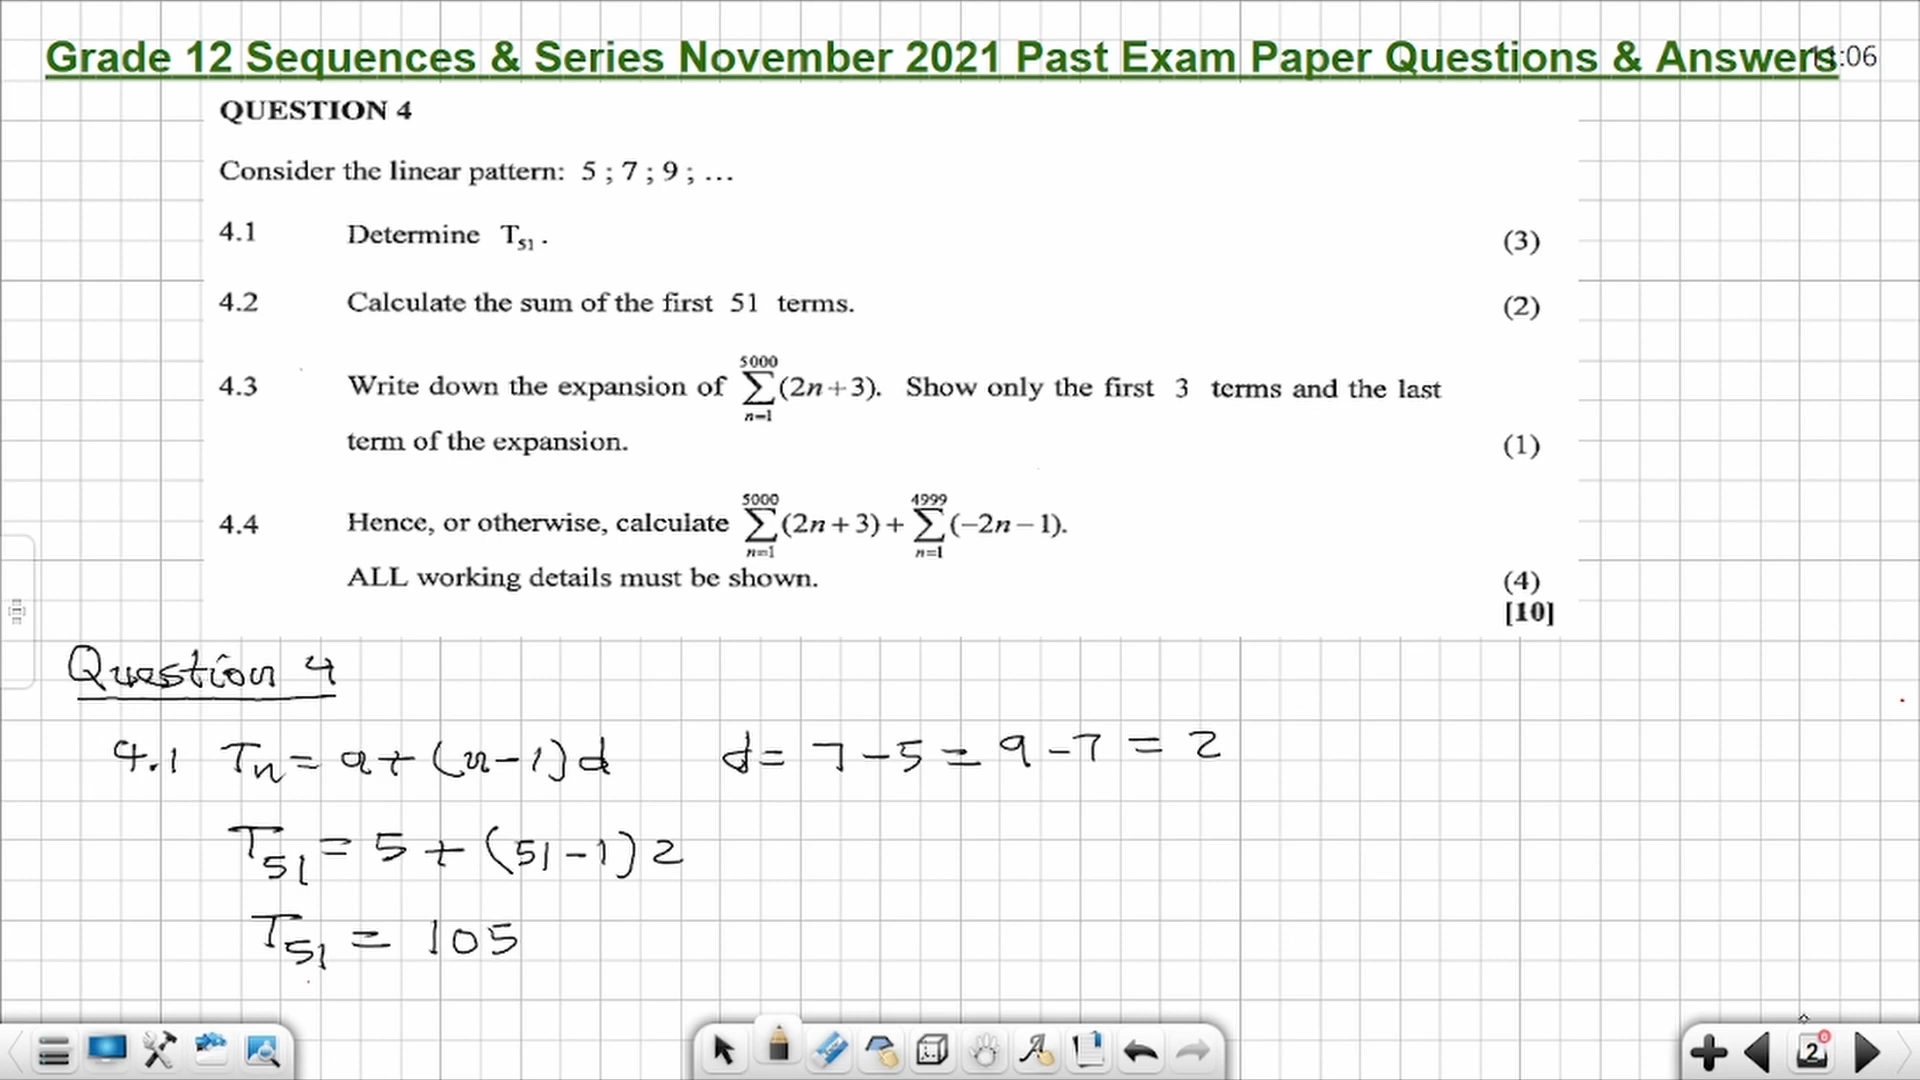 Grade 12 Sequences & Series November 2021 Past Exam Paper Questions & Answers
:06
QUESTION 4
Consider the linear pattern: 5 ; 7 ; 9 ; ...
4.1 Determine T₅₁ . (3)
4.2 Calculate the sum of the first 51 terms. (2)
4.3 Write down the expansion of ∑_{n=1}^{5000}(2n+3). Show only the first 3 terms and the last
term of the expansion. (1)
4.4 Hence, or otherwise, calculate ∑_{n=1}^{5000}(2n+3)+∑_{n=1}^{4999}(−2n−1).
ALL working details must be shown. (4)
[10]
Question 4
4.1 Tn = a + (n-1)d d = 7 - 5 = 9 - 7 = 2
T₅₁ = 5 + (51-1)2
T₅₁ = 105
2